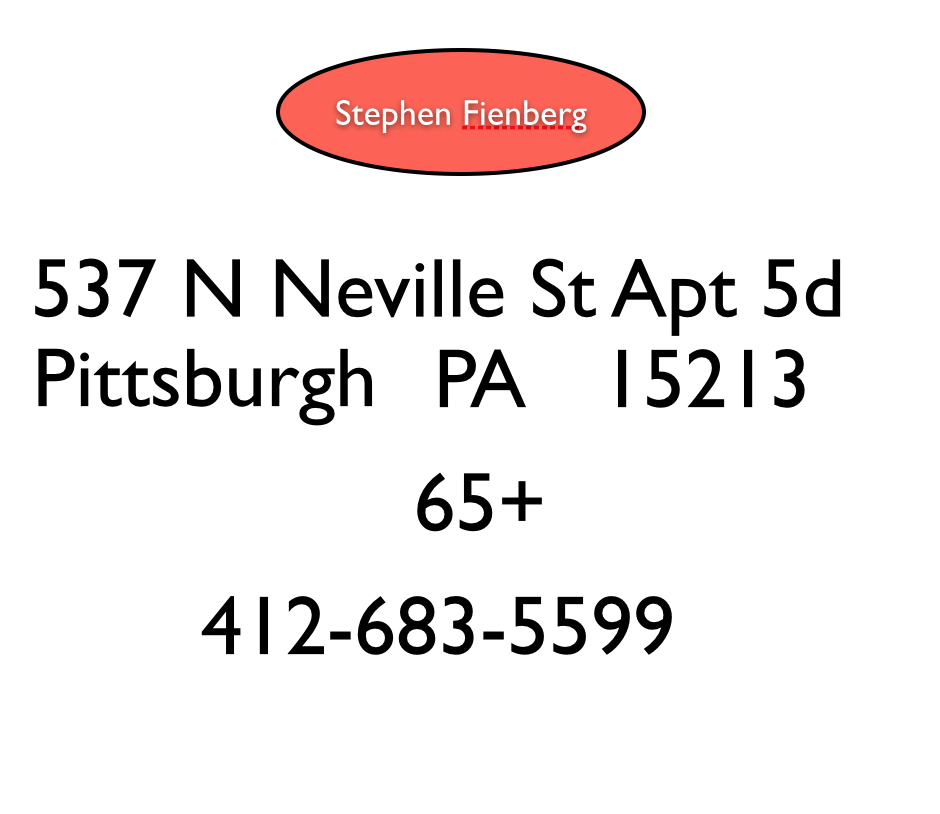 Stephen Fienberg
537 N Neville St Apt 5d
Pittsburgh PA 15213
65+
412-683-5599